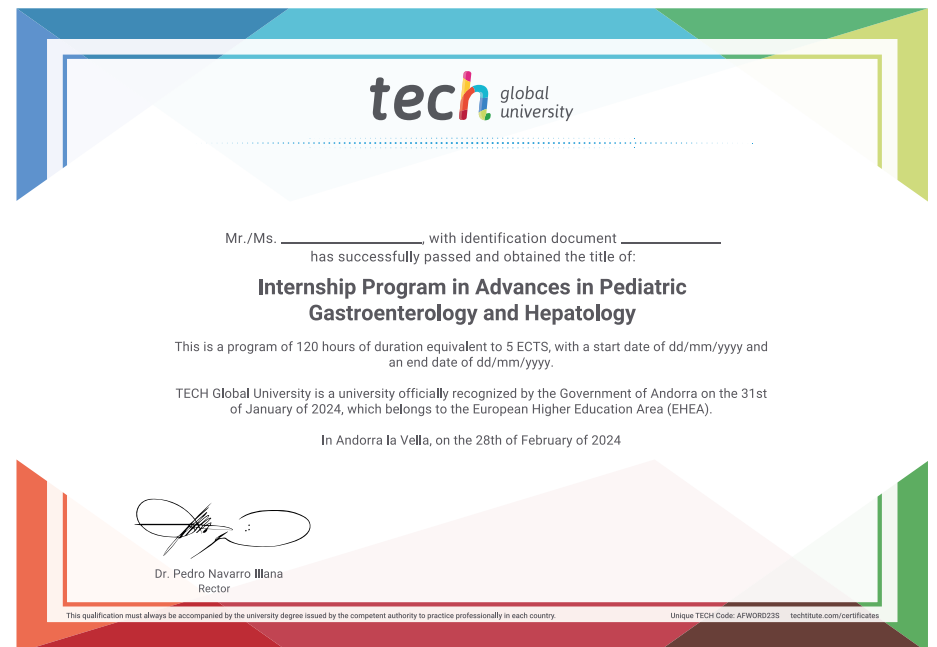 tech global
university
Mr./Ms. ____________, with identification document ____________
has successfully passed and obtained the title of:
Internship Program in Advances in Pediatric
Gastroenterology and Hepatology
This is a program of 120 hours of duration equivalent to 5 ECTS, with a start date of dd/mm/yyyy and
an end date of dd/mm/yyyy.
TECH Global University is a university officially recognized by the Government of Andorra on the 31st
of January of 2024, which belongs to the European Higher Education Area (EHEA).
In Andorra la Vella, on the 28th of February of 2024
Dr. Pedro Navarro Illana
Rector
This qualification must always be accompanied by the university degree issued by the competent authority to practice professionally in each country.
Unique TECH Code: AFWORD23S techtitute.com/certificates